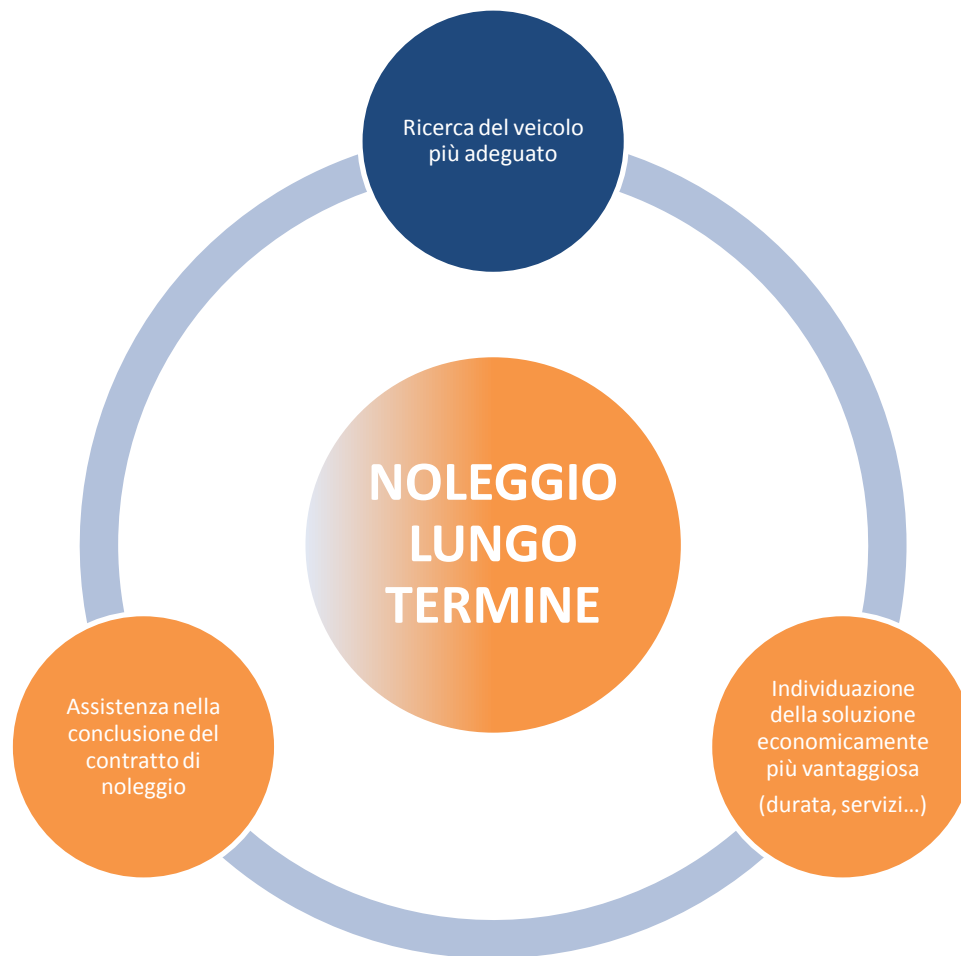 Ricerca del veicolo
più adeguato
NOLEGGIO
LUNGO
TERMINE
Assistenza nella
conclusione del
contratto di
noleggio
Individuazione
della soluzione
economicamente
più vantaggiosa
(durata, servizi...)